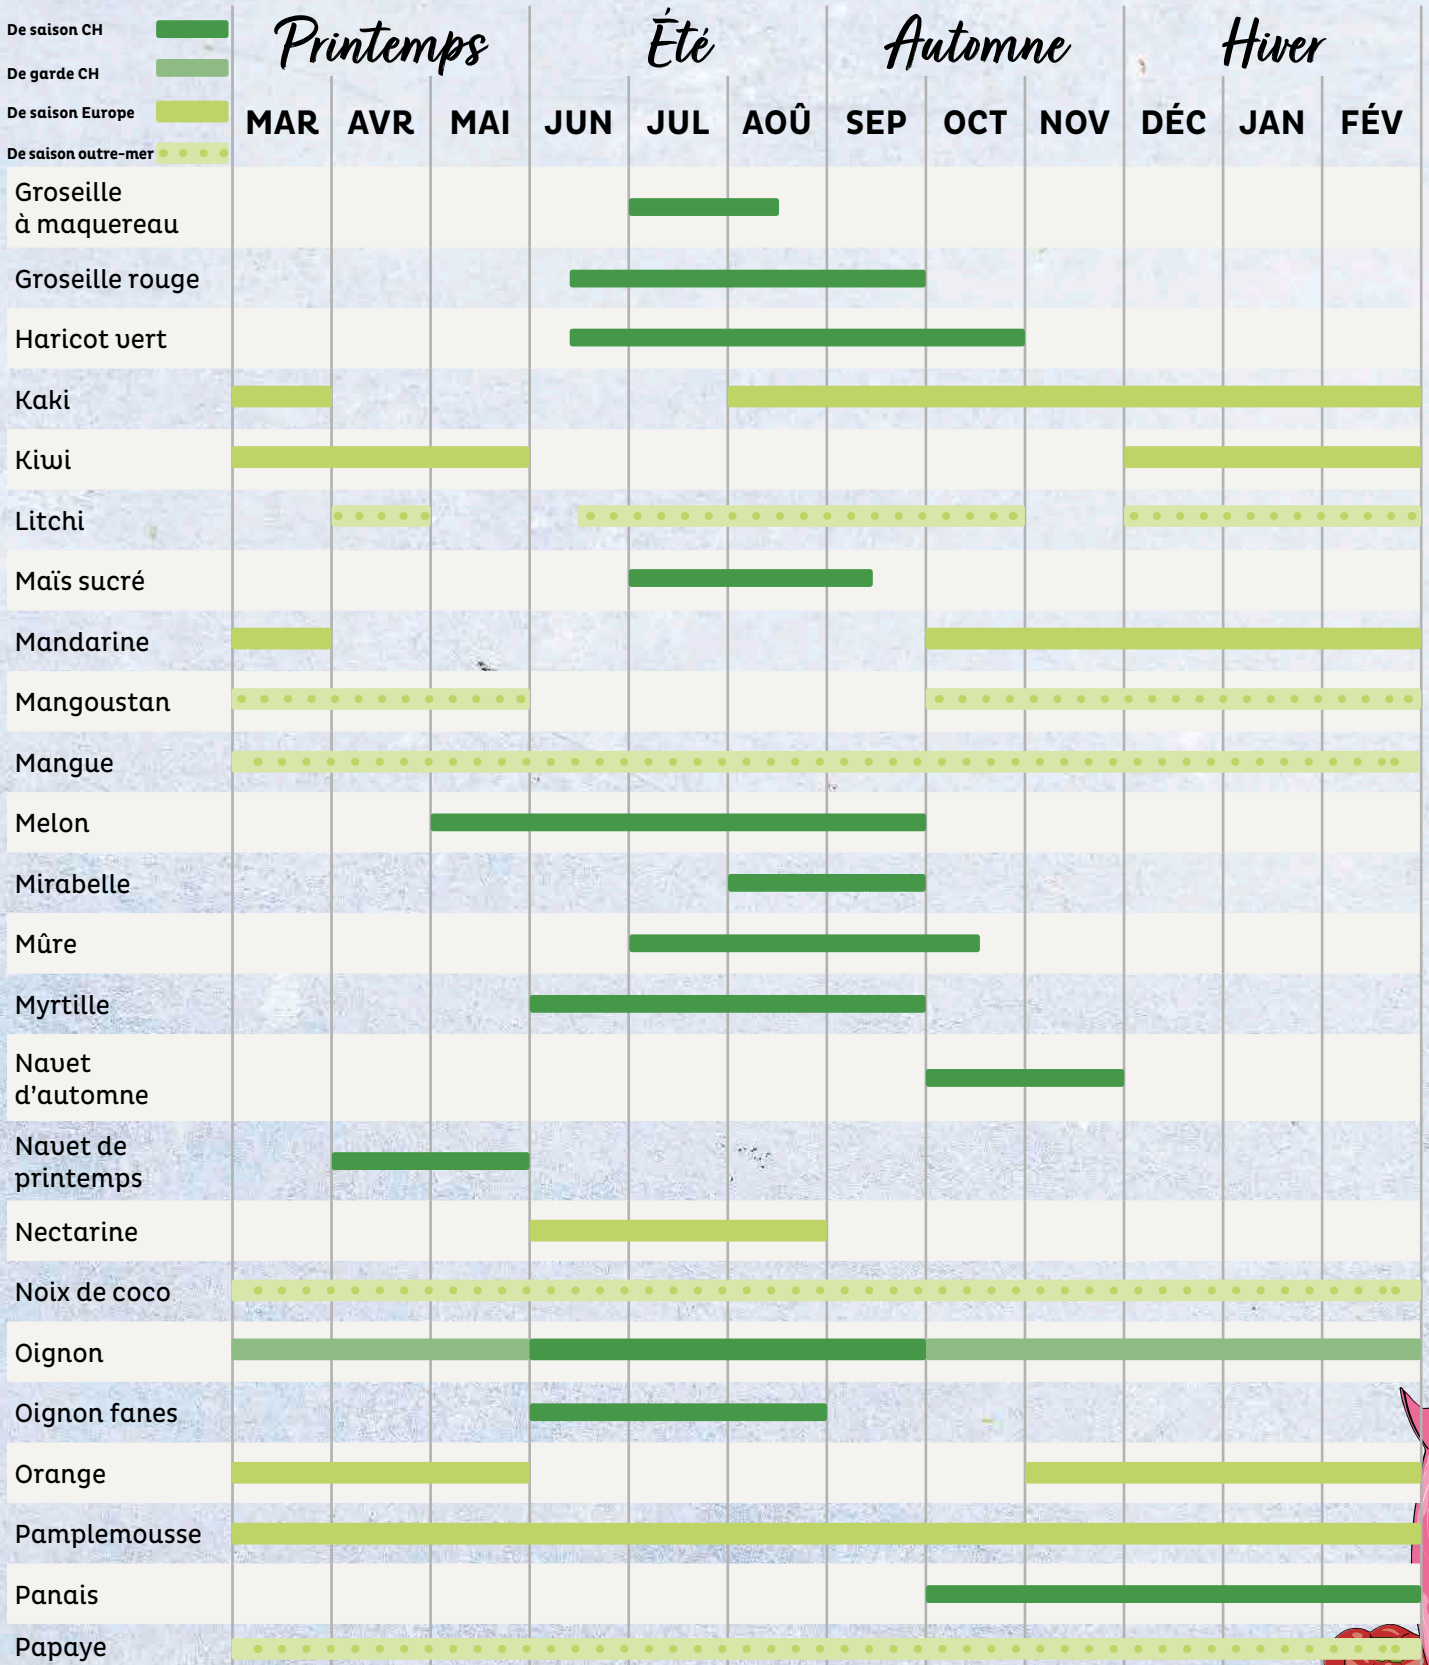 De saison CH
De garde CH
De saison Europe
De saison outre-mer
Printemps
Été
Automne
Hiver
MAR AVR MAI JUN JUL AOÛ SEP OCT NOV DÉC JAN FÉV
Groseille
à maquereau
Groseille rouge
Haricot vert
Kaki
Kiwi
Litchi
Maïs sucré
Mandarine
Mangoustan
Mangue
Melon
Mirabelle
Mûre
Myrtille
Navet
d'automne
Navet de
printemps
Nectarine
Noix de coco
Oignon
Oignon fanes
Orange
Pamplemousse
Panais
Papaye